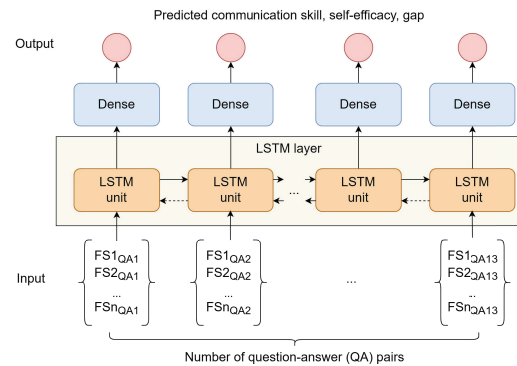 Predicted communication skill, self-efficacy, gap
Output
Dense Dense Dense Dense
LSTM layer
LSTM unit LSTM unit ... LSTM unit LSTM unit
Input
FS1QA1 FS1QA2 FS1QA13
FS2QA1 FS2QA2 FS2QA13
... ... ... ...
FSnQA1 FSnQA2 FSnQA13
Number of question-answer (QA) pairs